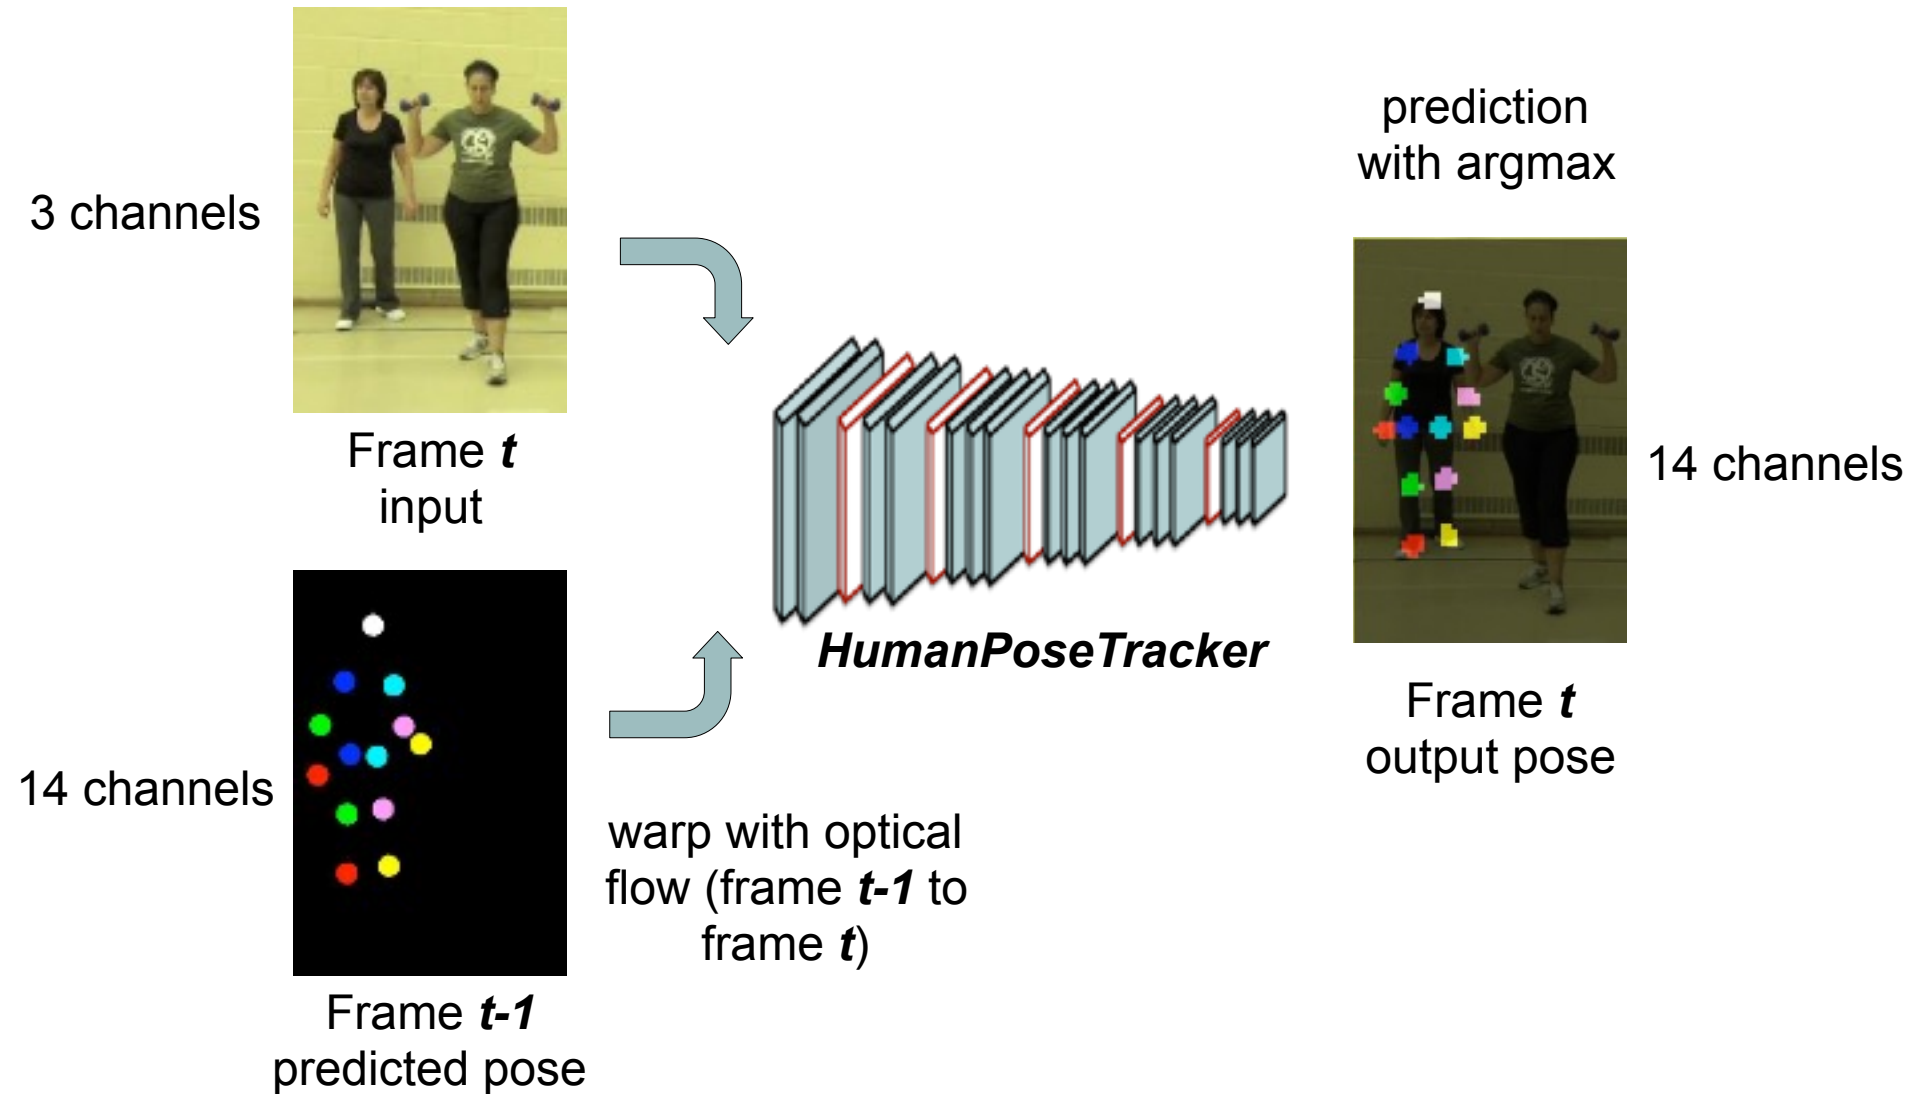 3 channels
Frame t
input
14 channels
Frame t-1
predicted pose
warp with optical
flow (frame t-1 to
frame t)
HumanPoseTracker
prediction
with argmax
14 channels
Frame t
output pose